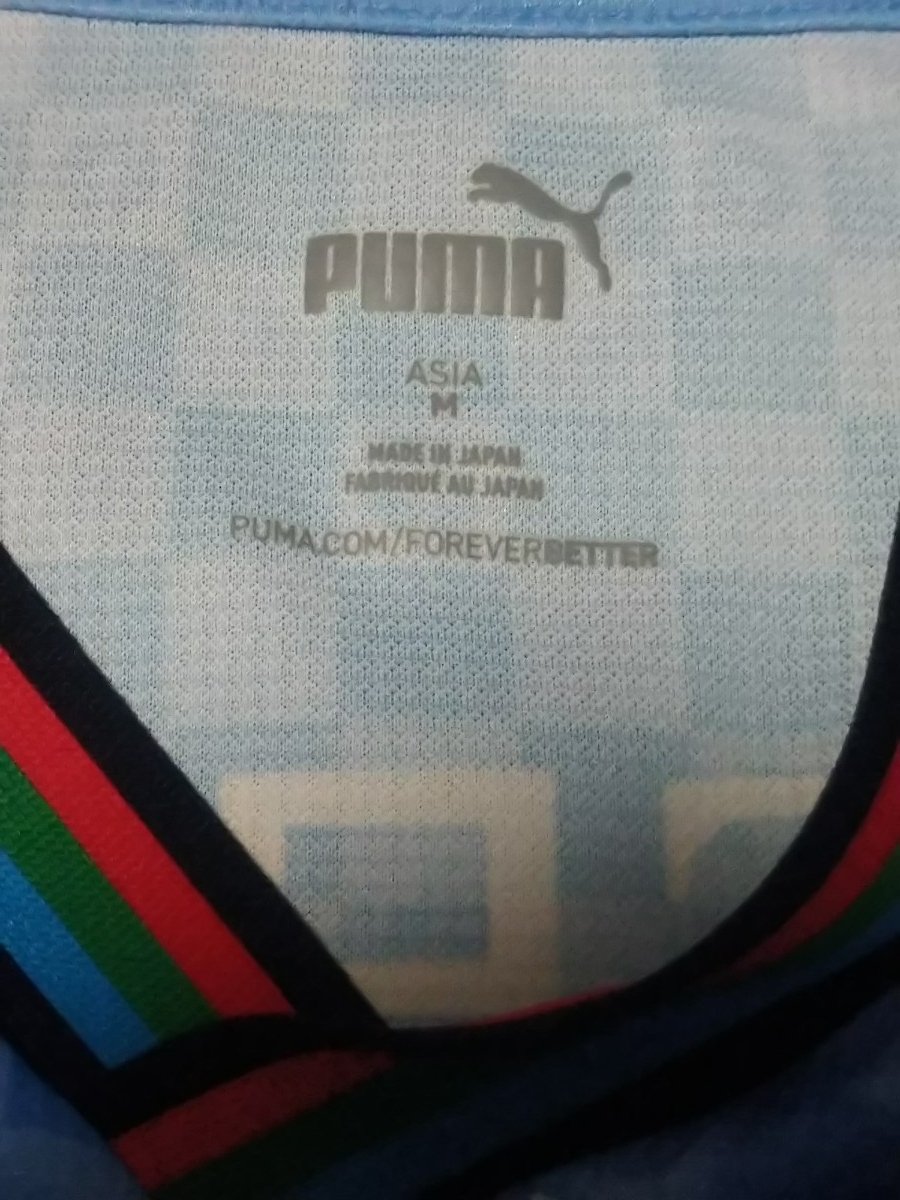 PUMA
ASIA
M
MADE IN JAPAN
FABRIQUÉ AU JAPAN
PUMA.COM/FOREVERBETTER